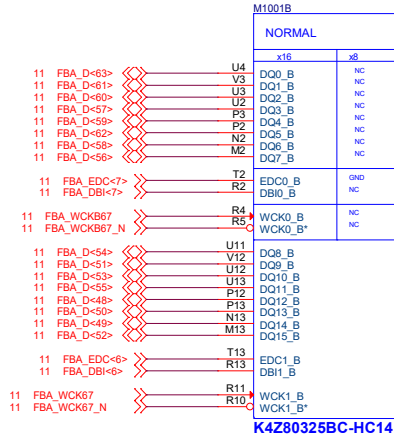 M1001B
NORMAL
x16 x8
11 FBA_D<63> U4 DQ0_B NC
11 FBA_D<61> V3 DQ1_B NC
11 FBA_D<60> U3 DQ2_B NC
11 FBA_D<57> U2 DQ3_B NC
11 FBA_D<59> P3 DQ4_B NC
11 FBA_D<62> P2 DQ5_B NC
11 FBA_D<58> N2 DQ6_B NC
11 FBA_D<56> M2 DQ7_B NC
11 FBA_EDC<7> T2 EDC0_B GND
11 FBA_DBI<7> R2 DBI0_B NC
11 FBA_WCKB67 R4 WCK0_B NC
11 FBA_WCKB67_N R5 WCK0_B* NC
11 FBA_D<54> U11 DQ8_B
11 FBA_D<51> V12 DQ9_B
11 FBA_D<53> U12 DQ10_B
11 FBA_D<55> U13 DQ11_B
11 FBA_D<48> P12 DQ12_B
11 FBA_D<50> P13 DQ13_B
11 FBA_D<49> N13 DQ14_B
11 FBA_D<52> M13 DQ15_B
11 FBA_EDC<6> T13 EDC1_B
11 FBA_DBI<6> R13 DBI1_B
11 FBA_WCK67 R11 WCK1_B
11 FBA_WCK67_N R10 WCK1_B*
K4Z80325BC-HC14